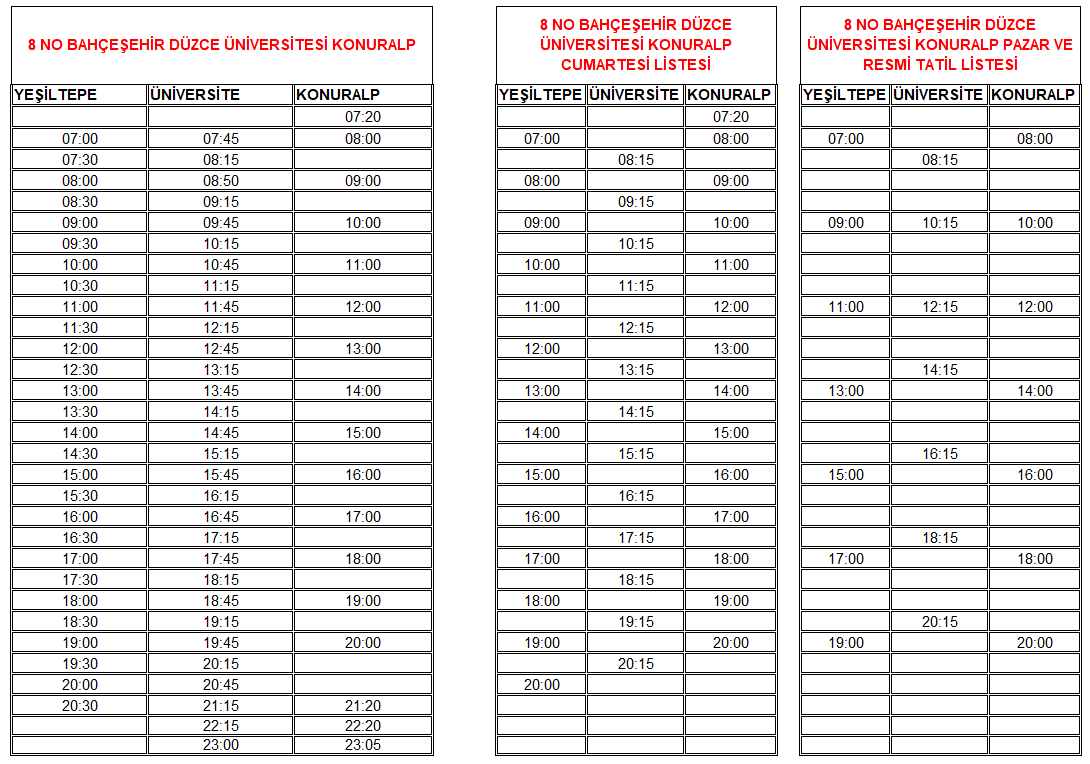 8 NO BAHÇEŞEHİR DÜZCE ÜNİVERSİTESİ KONURALP
YEŞİLTEPE ÜNİVERSİTE KONURALP
07:20
07:00 07:45 08:00
07:30 08:15
08:00 08:50 09:00
08:30 09:15
09:00 09:45 10:00
09:30 10:15
10:00 10:45 11:00
10:30 11:15
11:00 11:45 12:00
11:30 12:15
12:00 12:45 13:00
12:30 13:15
13:00 13:45 14:00
13:30 14:15
14:00 14:45 15:00
14:30 15:15
15:00 15:45 16:00
15:30 16:15
16:00 16:45 17:00
16:30 17:15
17:00 17:45 18:00
17:30 18:15
18:00 18:45 19:00
18:30 19:15
19:00 19:45 20:00
19:30 20:15
20:00 20:45
20:30 21:15 21:20
22:15 22:20
23:00 23:05
8 NO BAHÇEŞEHİR DÜZCE
ÜNİVERSİTESİ KONURALP
CUMARTESİ LİSTESİ
YEŞİLTEPE ÜNİVERSİTE KONURALP
07:20
07:00 08:00
08:15
08:00 09:00
09:15
09:00 10:00
10:15
10:00 11:00
11:15
11:00 12:00
12:15
12:00 13:00
13:15
13:00 14:00
14:15
14:00 15:00
15:15
15:00 16:00
16:15
16:00 17:00
17:15
17:00 18:00
18:15
18:00 19:00
19:15
19:00 20:00
20:15
20:00
8 NO BAHÇEŞEHİR DÜZCE
ÜNİVERSİTESİ KONURALP PAZAR VE
RESMİ TATİL LİSTESİ
YEŞİLTEPE ÜNİVERSİTE KONURALP
07:00 08:00
08:15
09:00 10:15 10:00
11:00 12:15 12:00
14:15
13:00 14:00
16:15
15:00 16:00
18:15
17:00 18:00
20:15
19:00 20:00